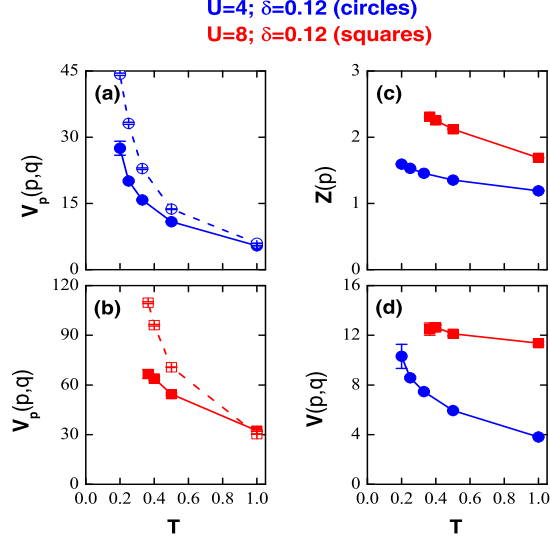 U=4; δ=0.12 (circles)
U=8; δ=0.12 (squares)
(a)
45
30
15
0
Vp(p,q)
(c)
3
2
1
0
Z(p)
(b)
120
90
60
30
0
Vp(p,q)
0.0 0.2 0.4 0.6 0.8 1.0
T
(d)
16
12
8
4
0
V(p,q)
0.0 0.2 0.4 0.6 0.8 1.0
T